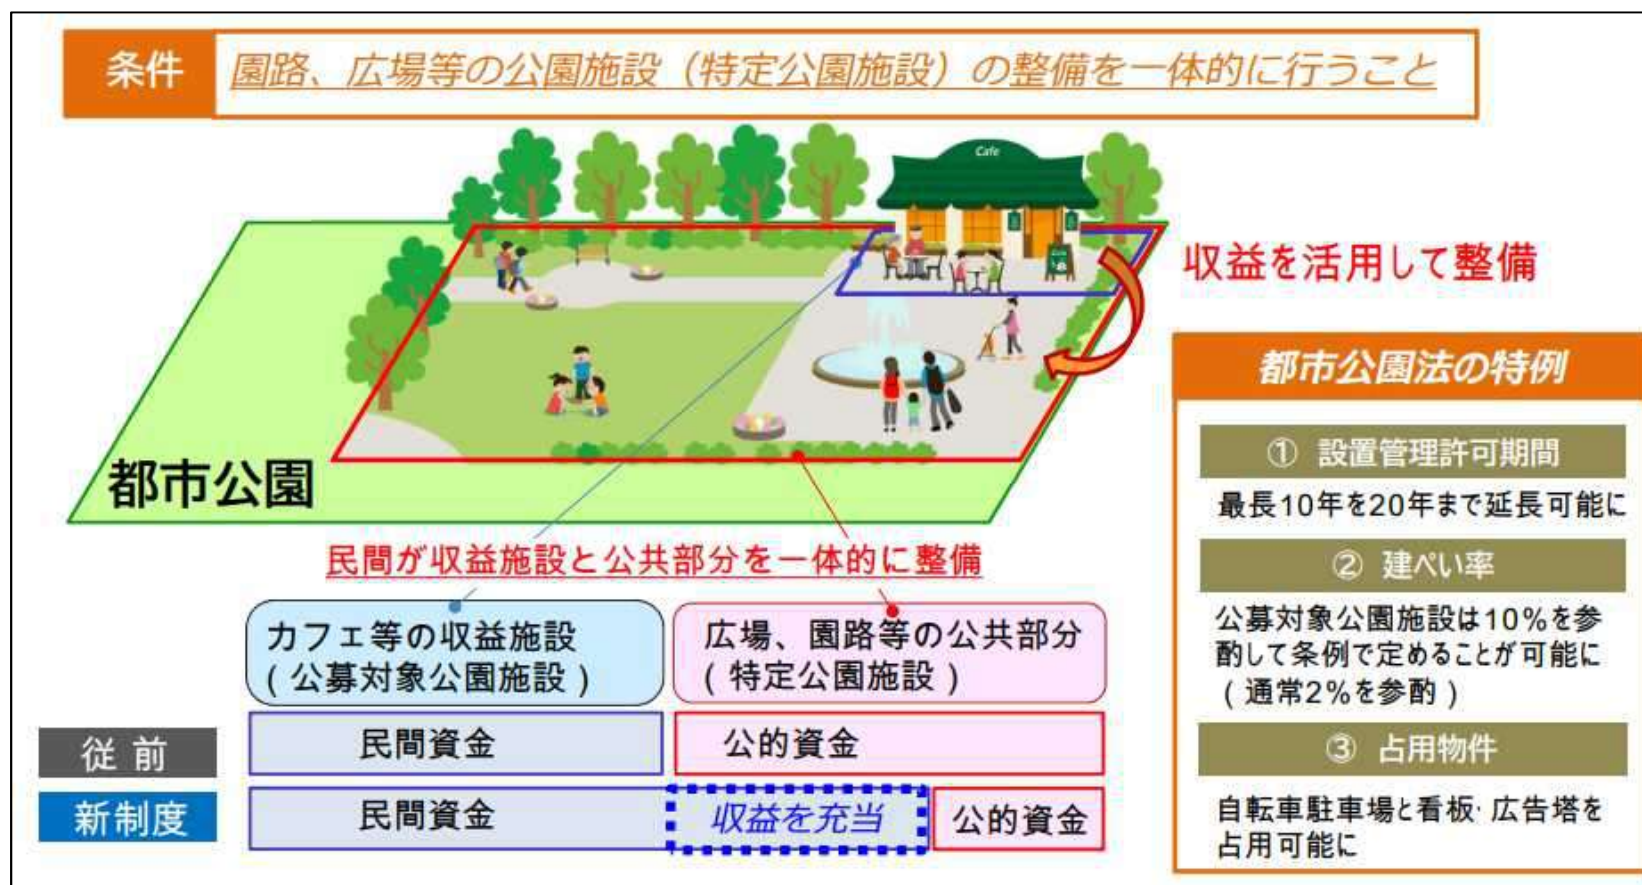 条件
園路、広場等の公園施設（特定公園施設）の整備を一体的に行うこと
Cafe
収益を活用して整備
都市公園
民間が収益施設と公共部分を一体的に整備
カフェ等の収益施設
(公募対象公園施設)
広場、園路等の公共部分
(特定公園施設)
従前
民間資金
公的資金
新制度
民間資金
収益を充当
公的資金
都市公園法の特例
① 設置管理許可期間
最長10年を20年まで延長可能に
② 建ぺい率
公募対象公園施設は10%を参
酌して条例で定めることが可能に
(通常2%を参酌)
③ 占用物件
自転車駐車場と看板･広告塔を
占用可能に